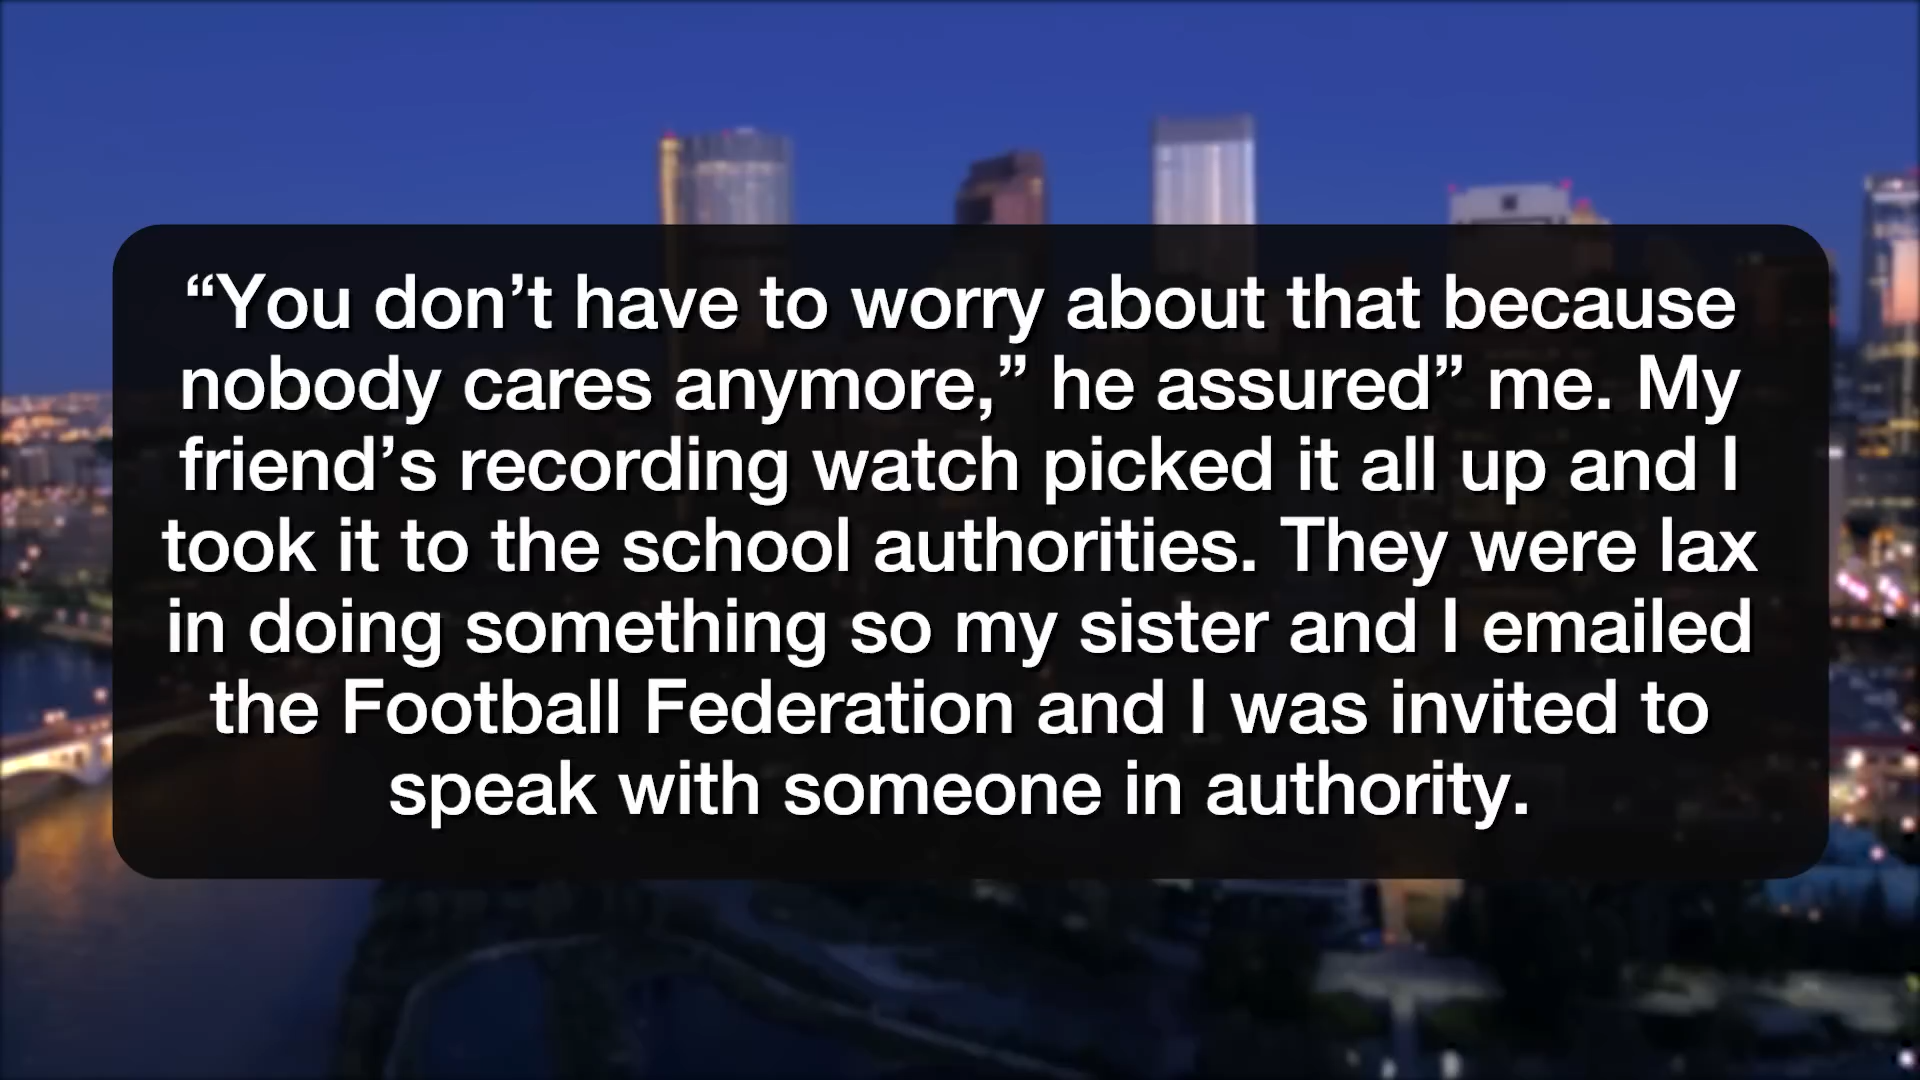 “You don’t have to worry about that because
nobody cares anymore,” he assured” me. My
friend’s recording watch picked it all up and I
took it to the school authorities. They were lax
in doing something so my sister and I emailed
the Football Federation and I was invited to
speak with someone in authority.